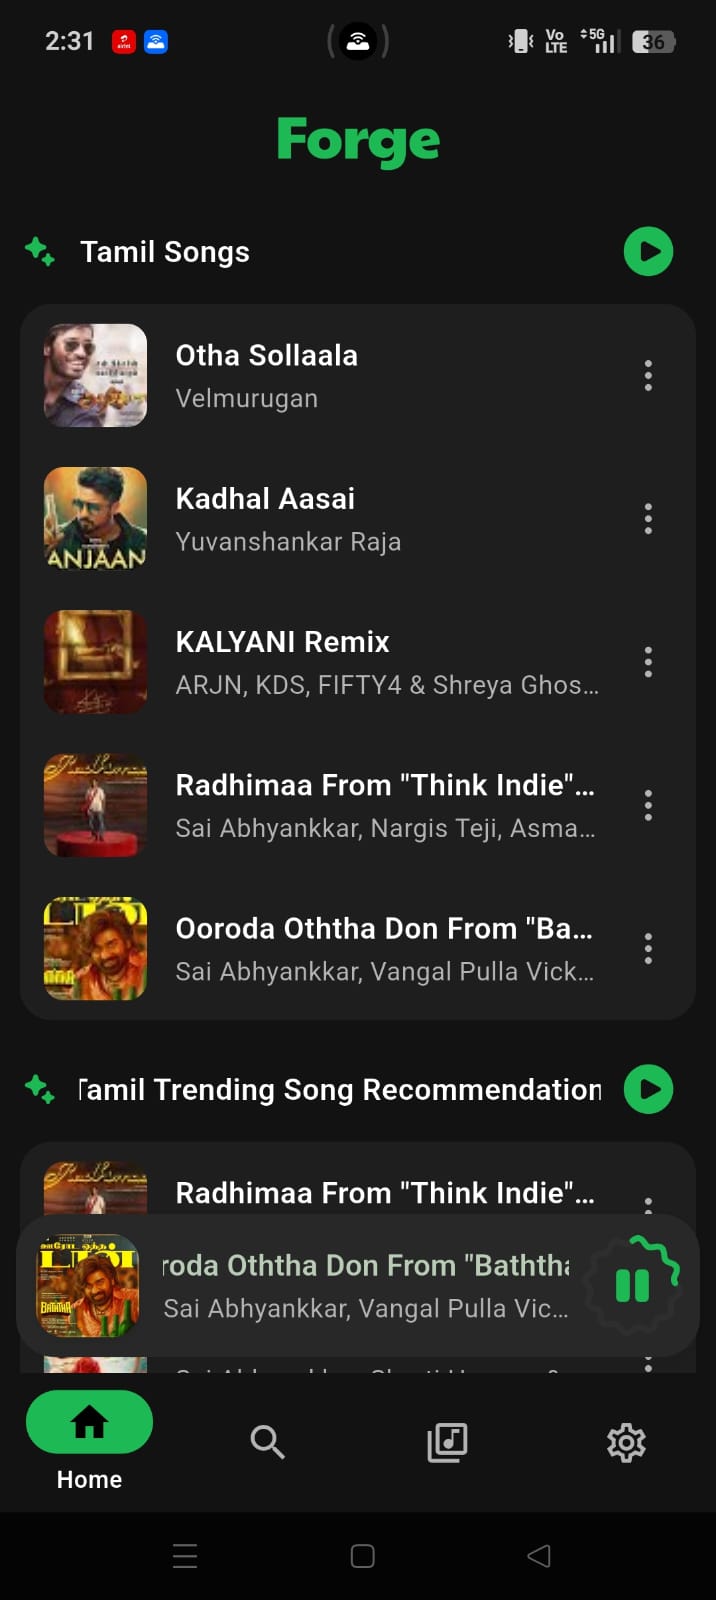 2:31
airtel
Vo
LTE
5G
36
Forge
Tamil Songs
Otha Sollaala
Velmurugan
Kadhal Aasai
Yuvanshankar Raja
ANJAAN
KALYANI Remix
ARJN, KDS, FIFTY4 & Shreya Ghos...
Radhimaa From "Think Indie"...
Sai Abhyankkar, Nargis Teji, Asma...
Ooroda Oththa Don From "Ba...
Sai Abhyankkar, Vangal Pulla Vick...
Tamil Trending Song Recommendation
Radhimaa From "Think Indie"...
roda Oththa Don From "Baththa
Sai Abhyankkar, Vangal Pulla Vic...
Home